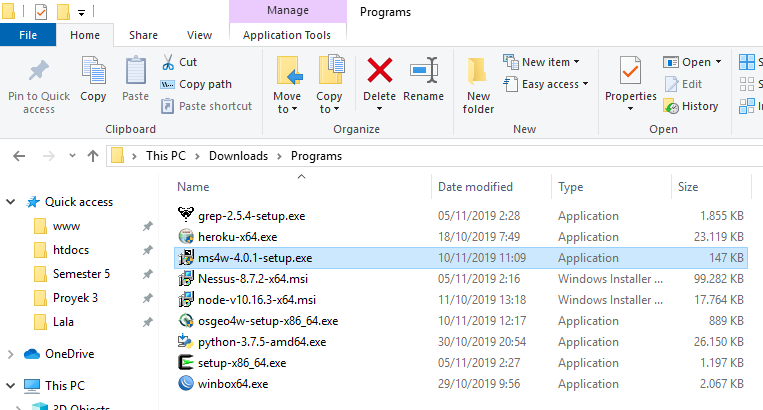 Manage
Programs
File
Home
Share
View
Application Tools
Pin to Quick access
Copy
Paste
Cut
Copy path
Paste shortcut
Clipboard
Move to
Copy to
Delete
Rename
Organize
New folder
New item
Easy access
New
Properties
Open
Edit
History
Open
This PC > Downloads > Programs
Name Date modified Type Size
Quick access
www
htdocs
Semester 5
Proyek 3
Lala
OneDrive
This PC
3D Objects
grep-2.5.4-setup.exe 05/11/2019 2:28 Application 1.855 KB
heroku-x64.exe 18/10/2019 7:49 Application 23.119 KB
ms4w-4.0.1-setup.exe 10/11/2019 11:09 Application 147 KB
Nessus-8.7.2-x64.msi 05/11/2019 2:16 Windows Installer ... 99.282 KB
node-v10.16.3-x64.msi 11/10/2019 13:18 Windows Installer ... 17.764 KB
osgeo4w-setup-x86_64.exe 10/11/2019 12:17 Application 889 KB
python-3.7.5-amd64.exe 30/10/2019 20:54 Application 26.150 KB
setup-x86_64.exe 05/11/2019 2:27 Application 1.197 KB
winbox64.exe 29/10/2019 9:56 Application 2.067 KB